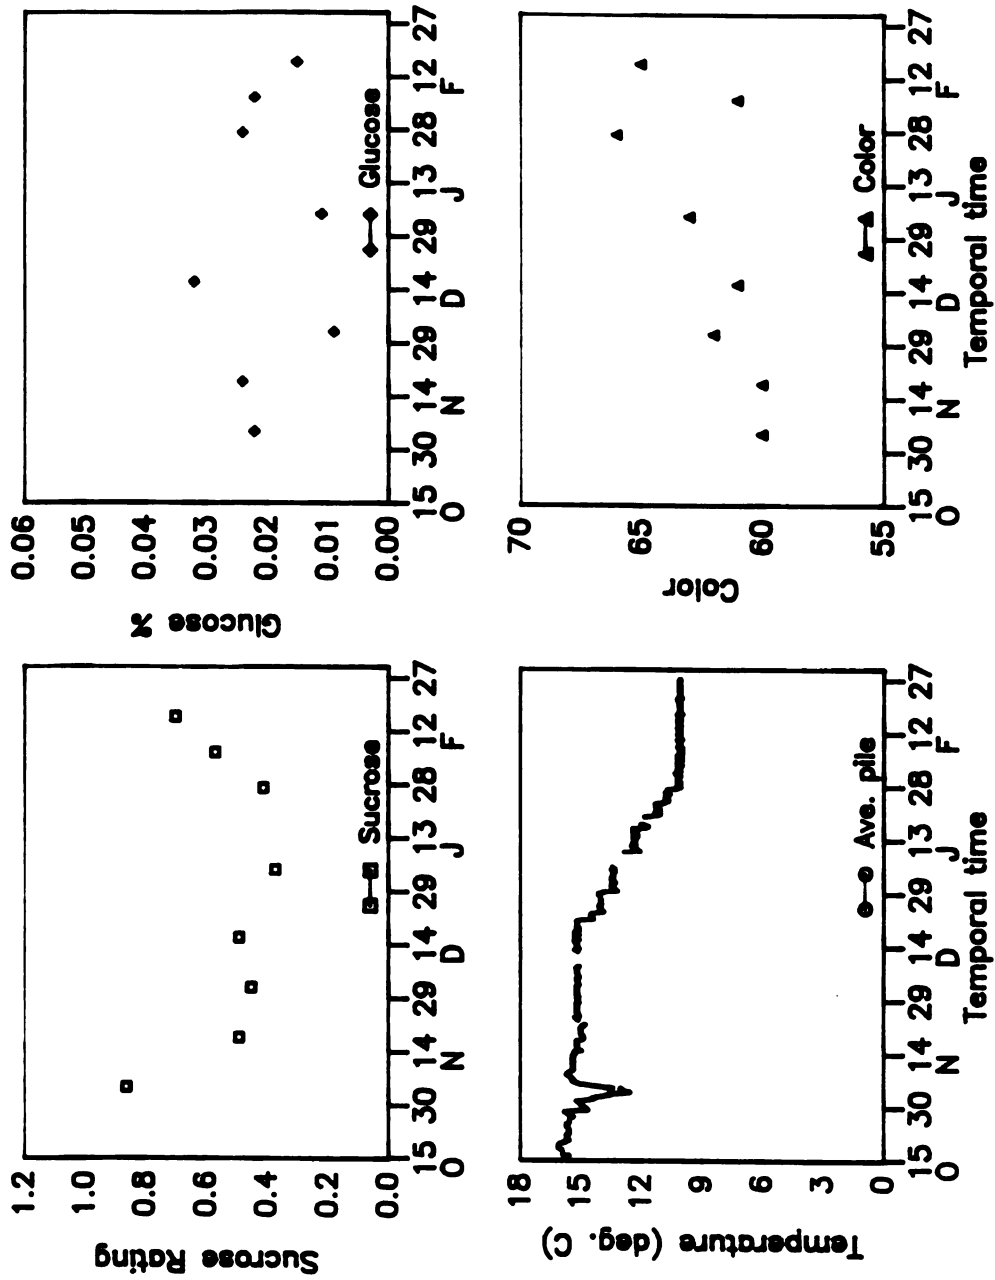 Sucrose Rating
1.2
1.0
0.8
0.6
0.4
0.2
0.0
Sucrose
15 30 14 29 14 29 13 28 12 27
O N D J F
Glucose %
0.06
0.05
0.04
0.03
0.02
0.01
0.00
Glucose
15 30 14 29 14 29 13 28 12 27
O N D J F
Temperature (deg. C)
18
15
12
9
6
3
0
Ave. pile
15 30 14 29 14 29 13 28 12 27
O N D J F
Temporal time
Color
70
65
60
55
Color
15 30 14 29 14 29 13 28 12 27
O N D J F
Temporal time